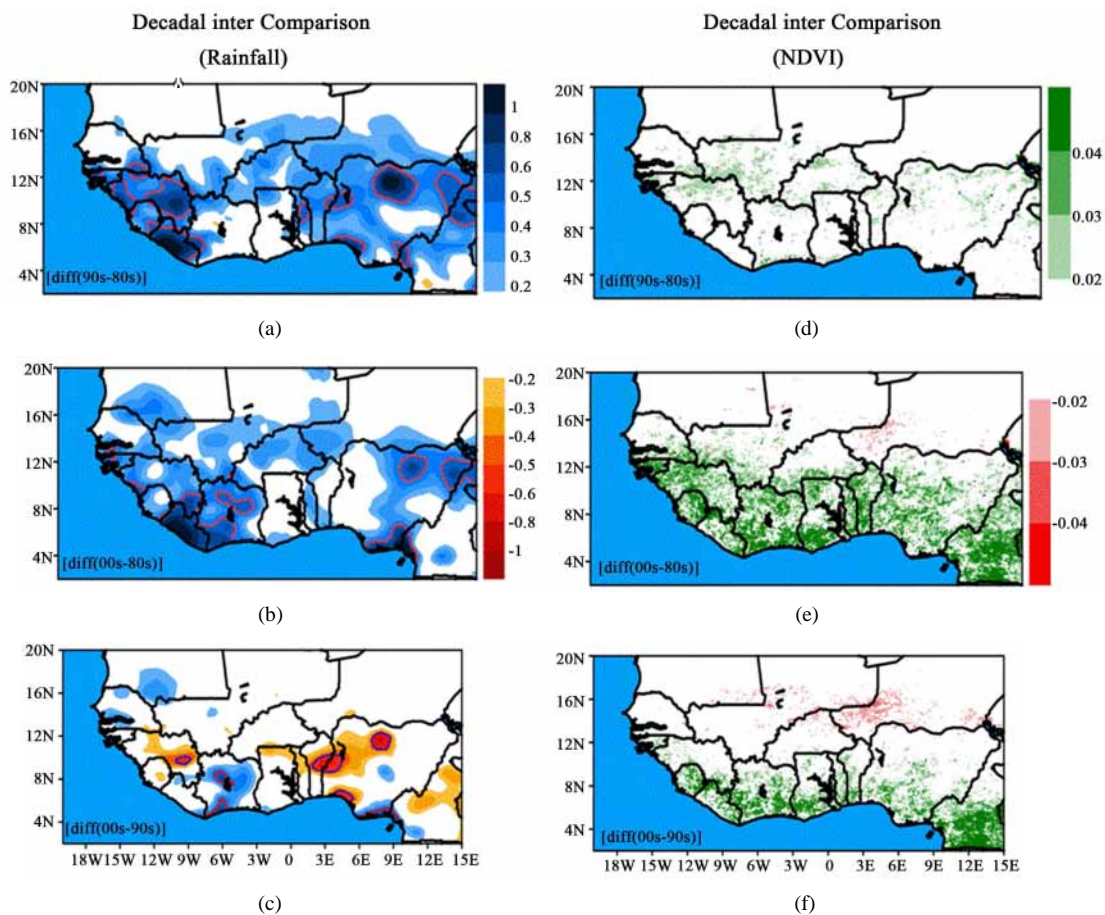 Decadal inter Comparison
(Rainfall)
Decadal inter Comparison
(NDVI)
20N
16N
12N
8N
4N
[diff(90s-80s)]
1
0.8
0.6
0.5
0.4
0.3
0.2
(a)
20N
16N
12N
8N
4N
[diff(90s-80s)]
0.04
0.03
0.02
(d)
20N
16N
12N
8N
4N
[diff(00s-80s)]
-0.2
-0.3
-0.4
-0.5
-0.6
-0.8
-1
(b)
20N
16N
12N
8N
4N
[diff(00s-80s)]
-0.02
-0.03
-0.04
(e)
20N
16N
12N
8N
4N
[diff(00s-90s)]
18W 15W 12W 9W 6W 3W 0 3E 6E 9E 12E 15E
(c)
20N
16N
12N
8N
4N
[diff(00s-90s)]
18W 15W 12W 9W 6W 3W 0 3E 6E 9E 12E 15E
(f)